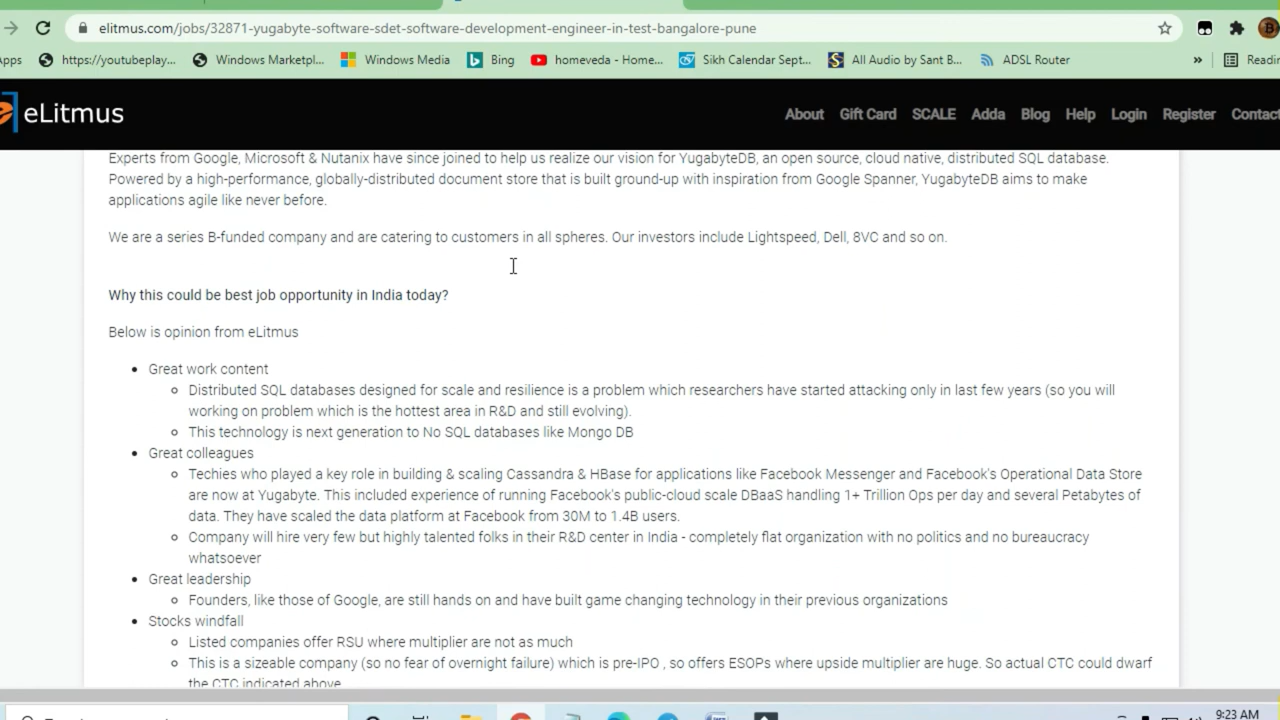 elitmus.com/jobs/32871-yugabyte-software-sdet-software-development-engineer-in-test-bangalore-pune
pps https://youtubeplay... Windows Marketpl... Windows Media Bing homeveda - Home... Sikh Calendar Sept... All Audio by Sant B... ADSL Router » Readin
eLitmus About Gift Card SCALE Adda Blog Help Login Register Contact
Experts from Google, Microsoft & Nutanix have since joined to help us realize our vision for YugabyteDB, an open source, cloud native, distributed SQL database.
Powered by a high-performance, globally-distributed document store that is built ground-up with inspiration from Google Spanner, YugabyteDB aims to make
applications agile like never before.
We are a series B-funded company and are catering to customers in all spheres. Our investors include Lightspeed, Dell, 8VC and so on.
Why this could be best job opportunity in India today?
Below is opinion from eLitmus
Great work content
Distributed SQL databases designed for scale and resilience is a problem which researchers have started attacking only in last few years (so you will
working on problem which is the hottest area in R&D and still evolving).
This technology is next generation to No SQL databases like Mongo DB
Great colleagues
Techies who played a key role in building & scaling Cassandra & HBase for applications like Facebook Messenger and Facebook's Operational Data Store
are now at Yugabyte. This included experience of running Facebook's public-cloud scale DBaaS handling 1+ Trillion Ops per day and several Petabytes of
data. They have scaled the data platform at Facebook from 30M to 1.4B users.
Company will hire very few but highly talented folks in their R&D center in India - completely flat organization with no politics and no bureaucracy
whatsoever
Great leadership
Founders, like those of Google, are still hands on and have built game changing technology in their previous organizations
Stocks windfall
Listed companies offer RSU where multiplier are not as much
This is a sizeable company (so no fear of overnight failure) which is pre-IPO , so offers ESOPs where upside multiplier are huge. So actual CTC could dwarf
the CTC indicated above
9:23 AM